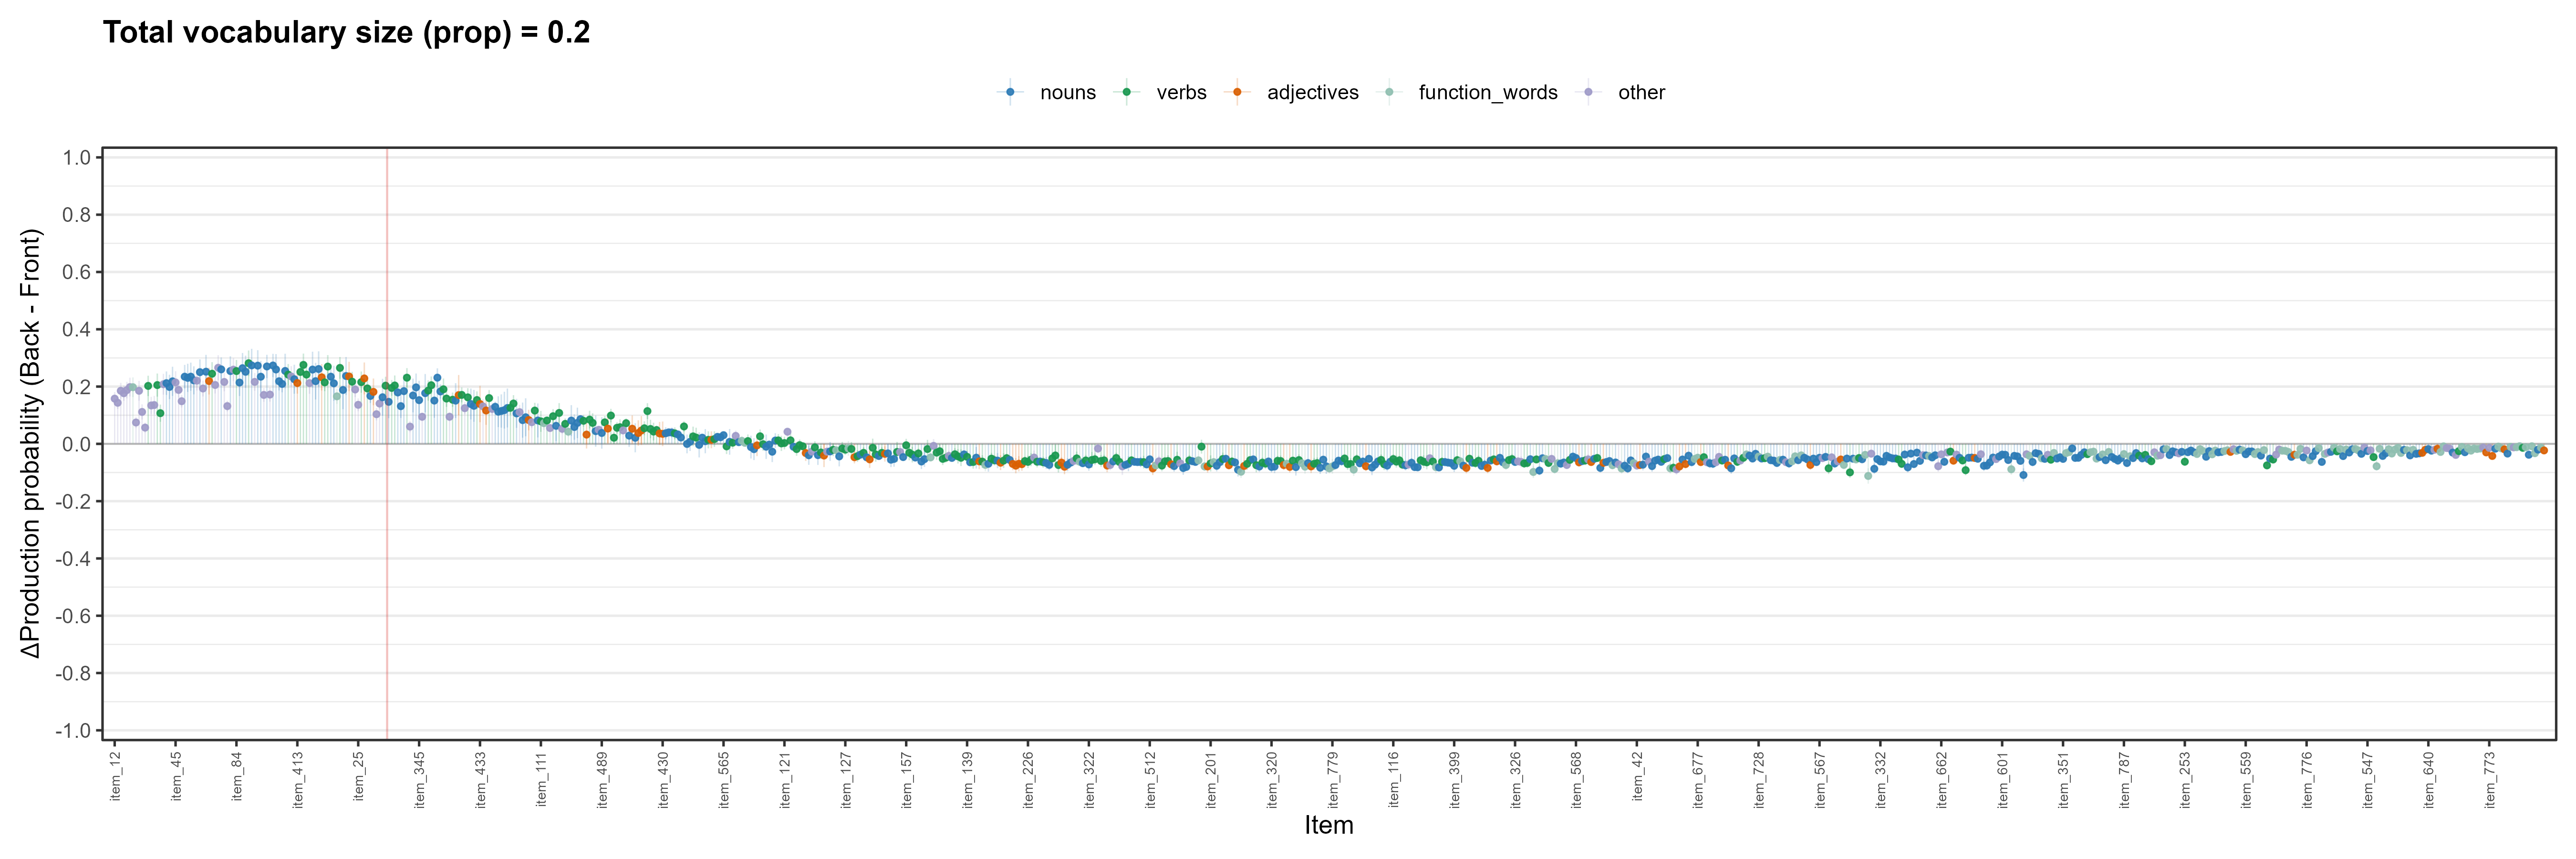 Total vocabulary size (prop) = 0.2
nouns verbs adjectives function_words other
ΔProduction probability (Back - Front)
1.0
0.8
0.6
0.4
0.2
0.0
-0.2
-0.4
-0.6
-0.8
-1.0
item_12 item_45 item_84 item_413 item_25 item_345 item_433 item_111 item_489 item_430 item_565 item_121 item_127 item_157 item_139 item_226 item_322 item_512 item_201 item_320 item_779 item_116 item_399 item_326 item_568 item_42 item_677 item_728 item_567 item_332 item_662 item_601 item_351 item_787 item_253 item_559 item_776 item_547 item_640 item_773
Item